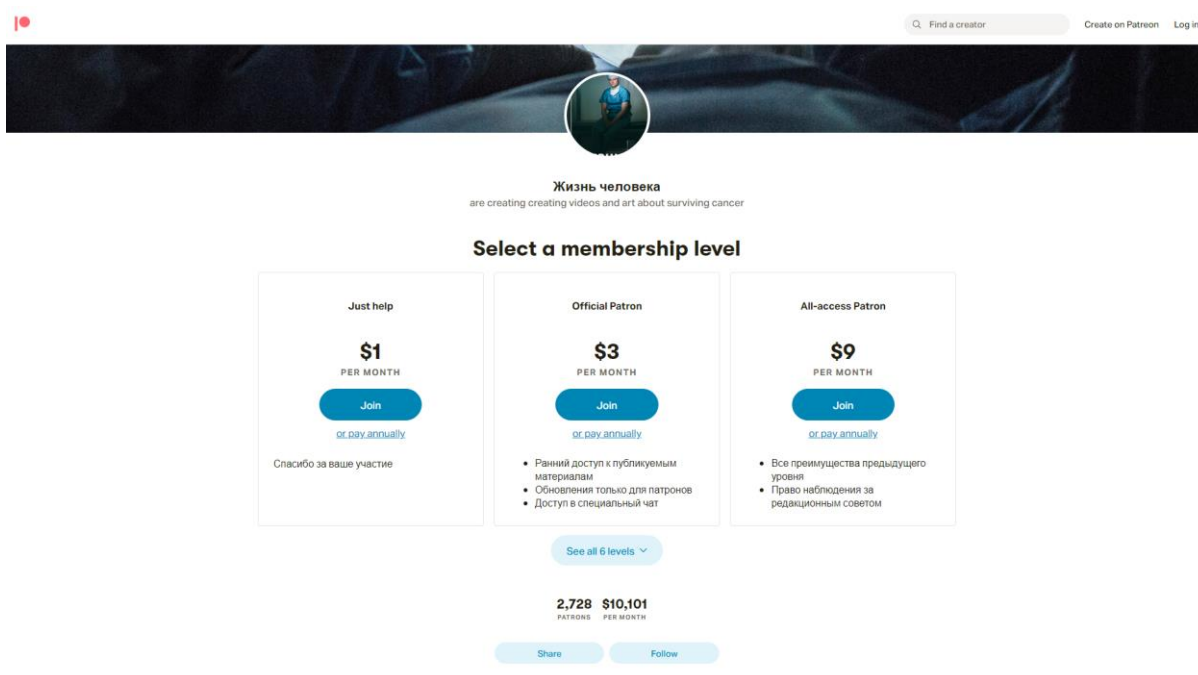 Find a creator
Create on Patreon
Log in
Жизнь человека
are creating creating videos and art about surviving cancer
Select a membership level
Just help
$1
PER MONTH
Join
or pay annually
Спасибо за ваше участие
Official Patron
$3
PER MONTH
Join
or pay annually
Ранний доступ к публикуемым
материалам
Обновления только для патронов
Доступ в специальный чат
All-access Patron
$9
PER MONTH
Join
or pay annually
Все преимущества предыдущего
уровня
Право наблюдения за
редакционным советом
See all 6 levels
2,728 $10,101
PATRONS PER MONTH
Share
Follow